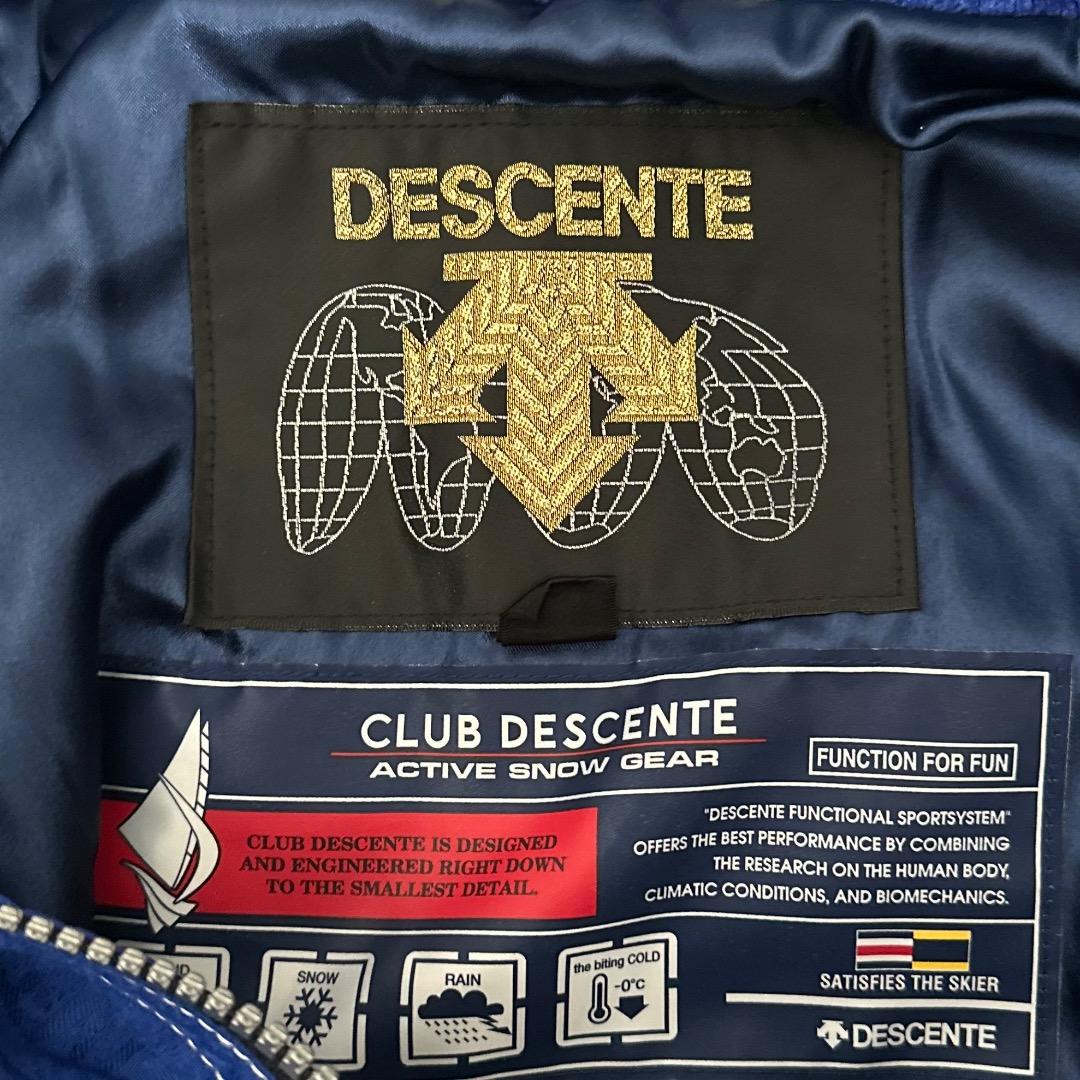 DESCENTE
CLUB DESCENTE
ACTIVE SNOW GEAR
FUNCTION FOR FUN
CLUB DESCENTE IS DESIGNED
AND ENGINEERED RIGHT DOWN
TO THE SMALLEST DETAIL.
"DESCENTE FUNCTIONAL SPORTSYSTEM"
OFFERS THE BEST PERFORMANCE BY COMBINING
THE RESEARCH ON THE HUMAN BODY,
CLIMATIC CONDITIONS, AND BIOMECHANICS.
SNOW
RAIN
the biting COLD
-0°C
SATISFIES THE SKIER
DESCENTE